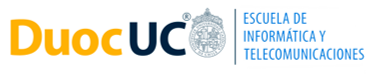 DuocUC®
ESCUELA DE
INFORMÁTICA Y
TELECOMUNICACIONES